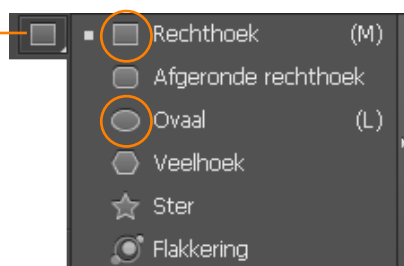 Rechthoek (M)
Afgeronde rechthoek
Ovaal (L)
Veelhoek
Ster
Flakkering